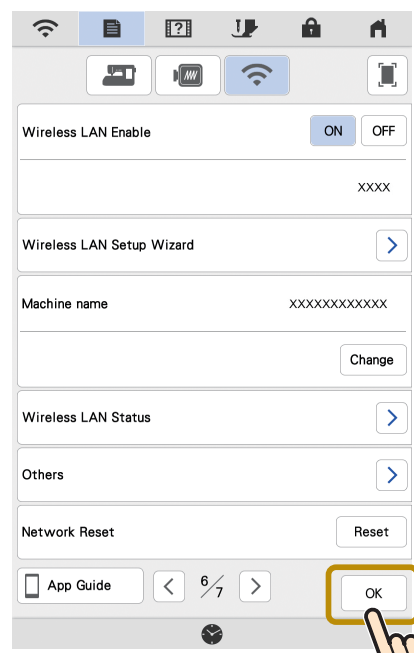 Wireless LAN Enable ON OFF
XXXX
Wireless LAN Setup Wizard
Machine name XXXXXXXXXXXX
Change
Wireless LAN Status
Others
Network Reset Reset
App Guide 6/7 OK